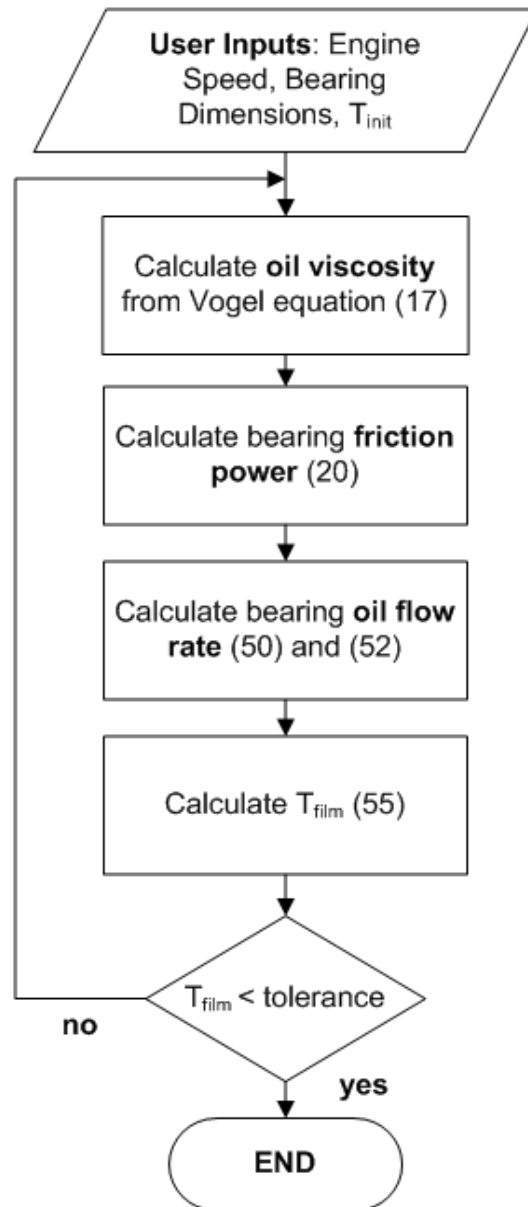 User Inputs: Engine
Speed, Bearing
Dimensions, Tinit
Calculate oil viscosity
from Vogel equation (17)
Calculate bearing friction
power (20)
Calculate bearing oil flow
rate (50) and (52)
Calculate Tfilm (55)
Tfilm < tolerance
no
yes
END